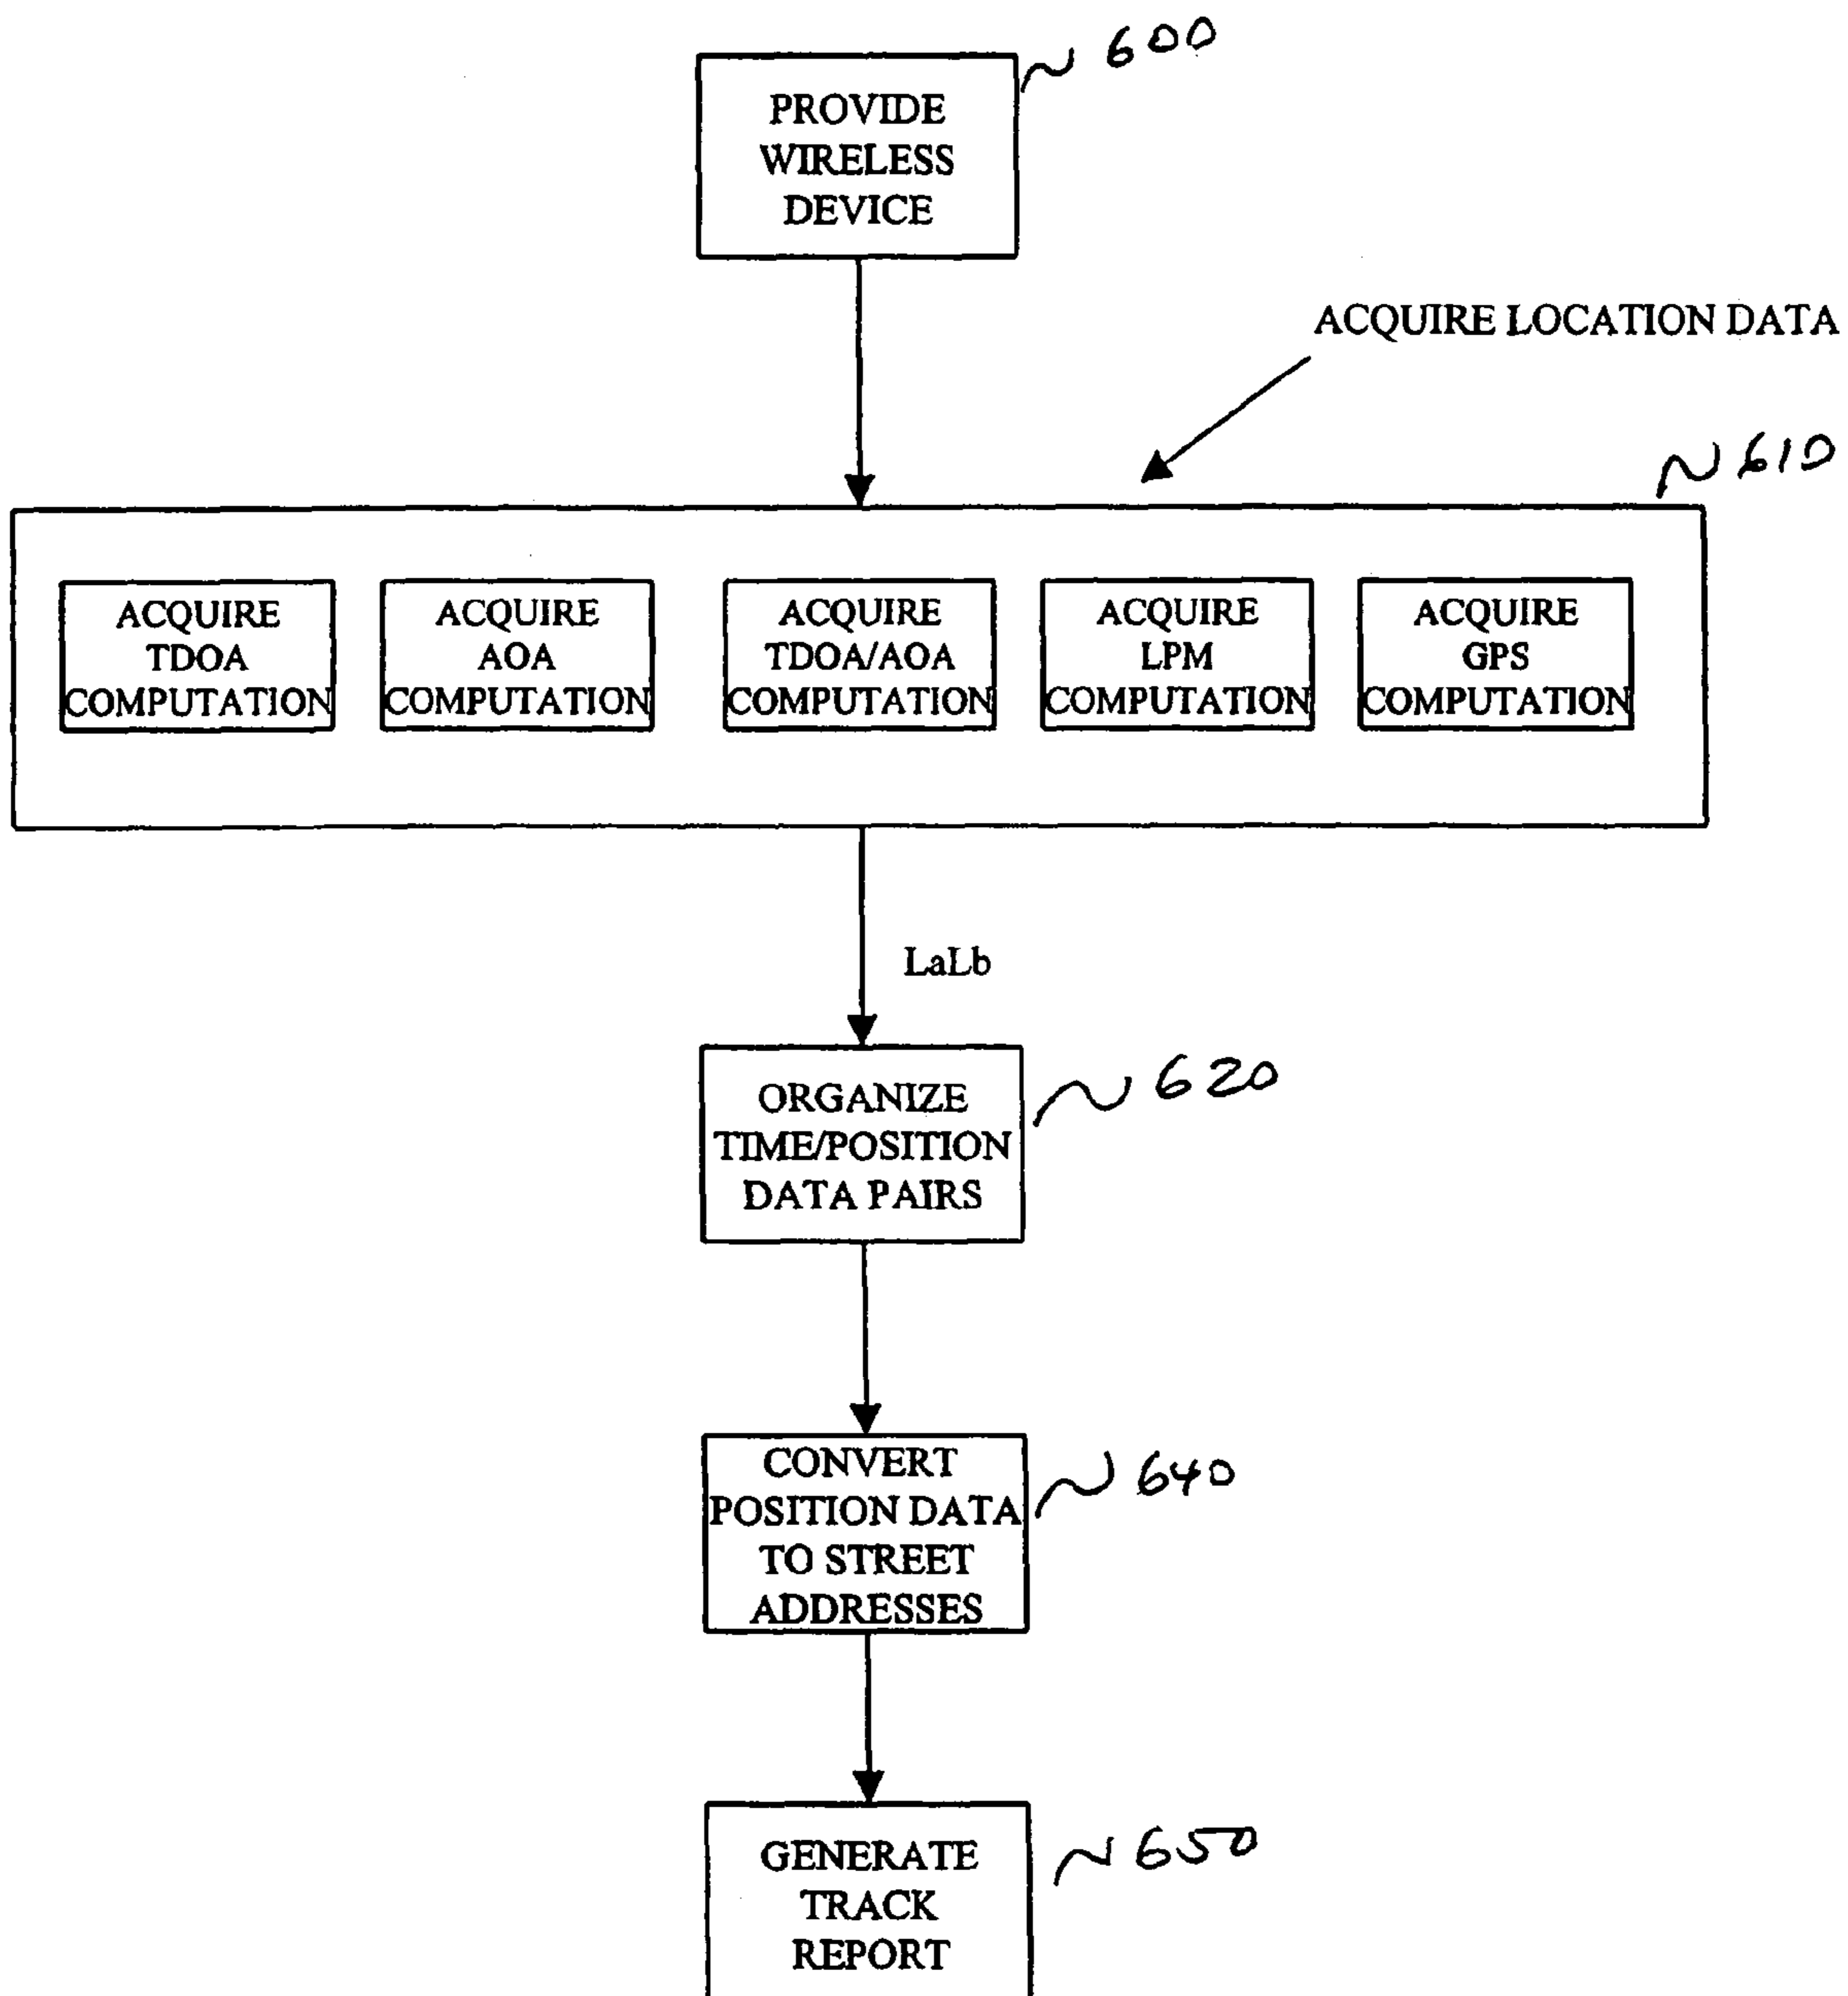 600
PROVIDE
WIRELESS
DEVICE
ACQUIRE LOCATION DATA
610
ACQUIRE
TDOA
COMPUTATION
ACQUIRE
AOA
COMPUTATION
ACQUIRE
TDOA/AOA
COMPUTATION
ACQUIRE
LPM
COMPUTATION
ACQUIRE
GPS
COMPUTATION
LaLb
ORGANIZE
TIME/POSITION
DATA PAIRS
620
CONVERT
POSITION DATA
TO STREET
ADDRESSES
640
GENERATE
TRACK
REPORT
650